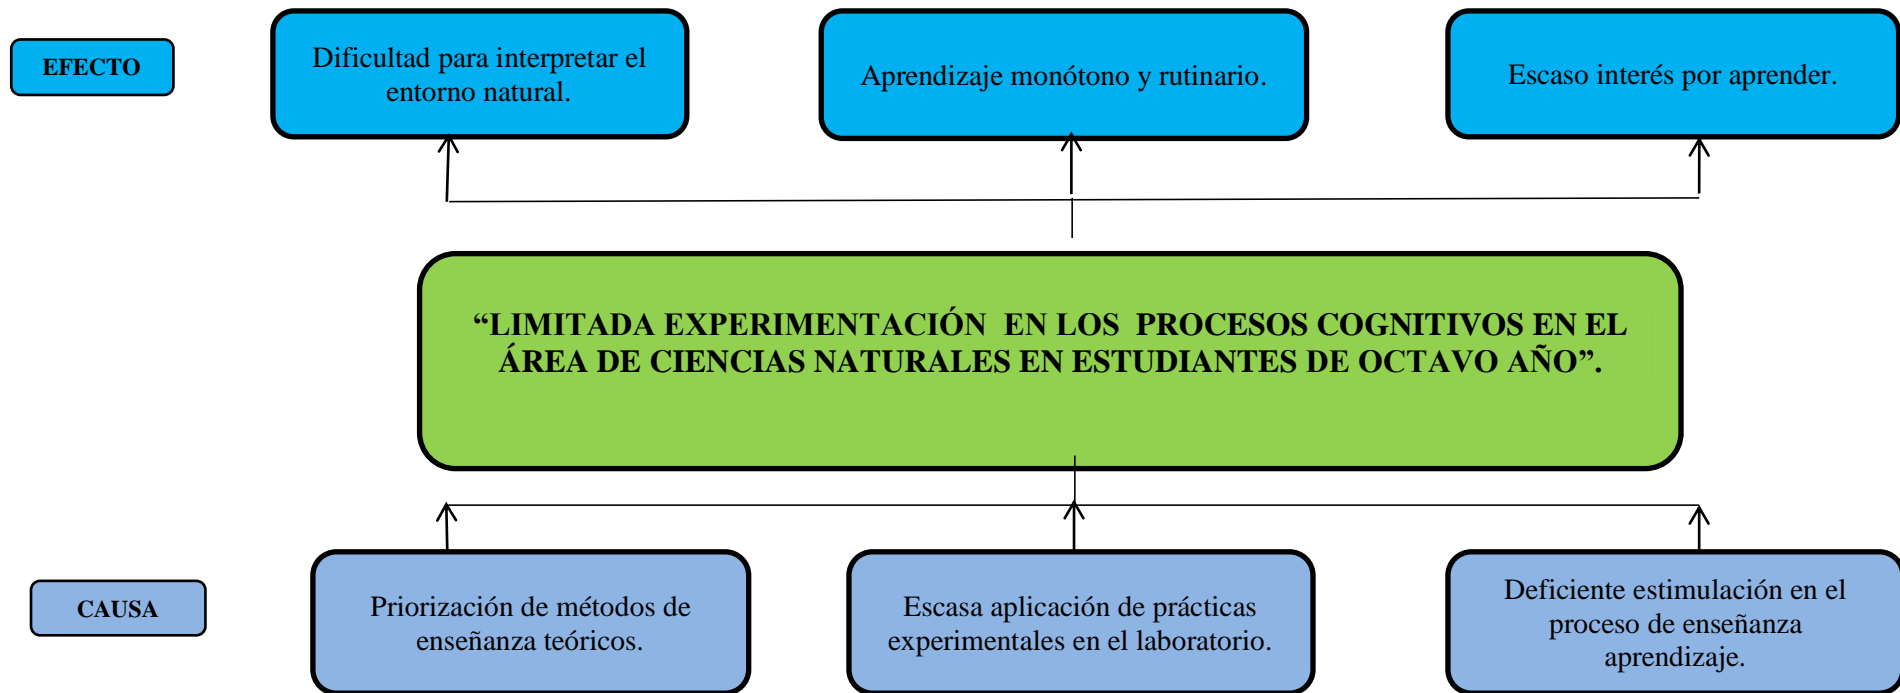 EFECTO
Dificultad para interpretar el
entorno natural.
Aprendizaje monótono y rutinario.
Escaso interés por aprender.
“LIMITADA EXPERIMENTACIÓN  EN LOS  PROCESOS COGNITIVOS EN EL
ÁREA DE CIENCIAS NATURALES EN ESTUDIANTES DE OCTAVO AÑO”.
CAUSA
Priorización de métodos de
enseñanza teóricos.
Escasa aplicación de prácticas
experimentales en el laboratorio.
Deficiente estimulación en el
proceso de enseñanza
aprendizaje.